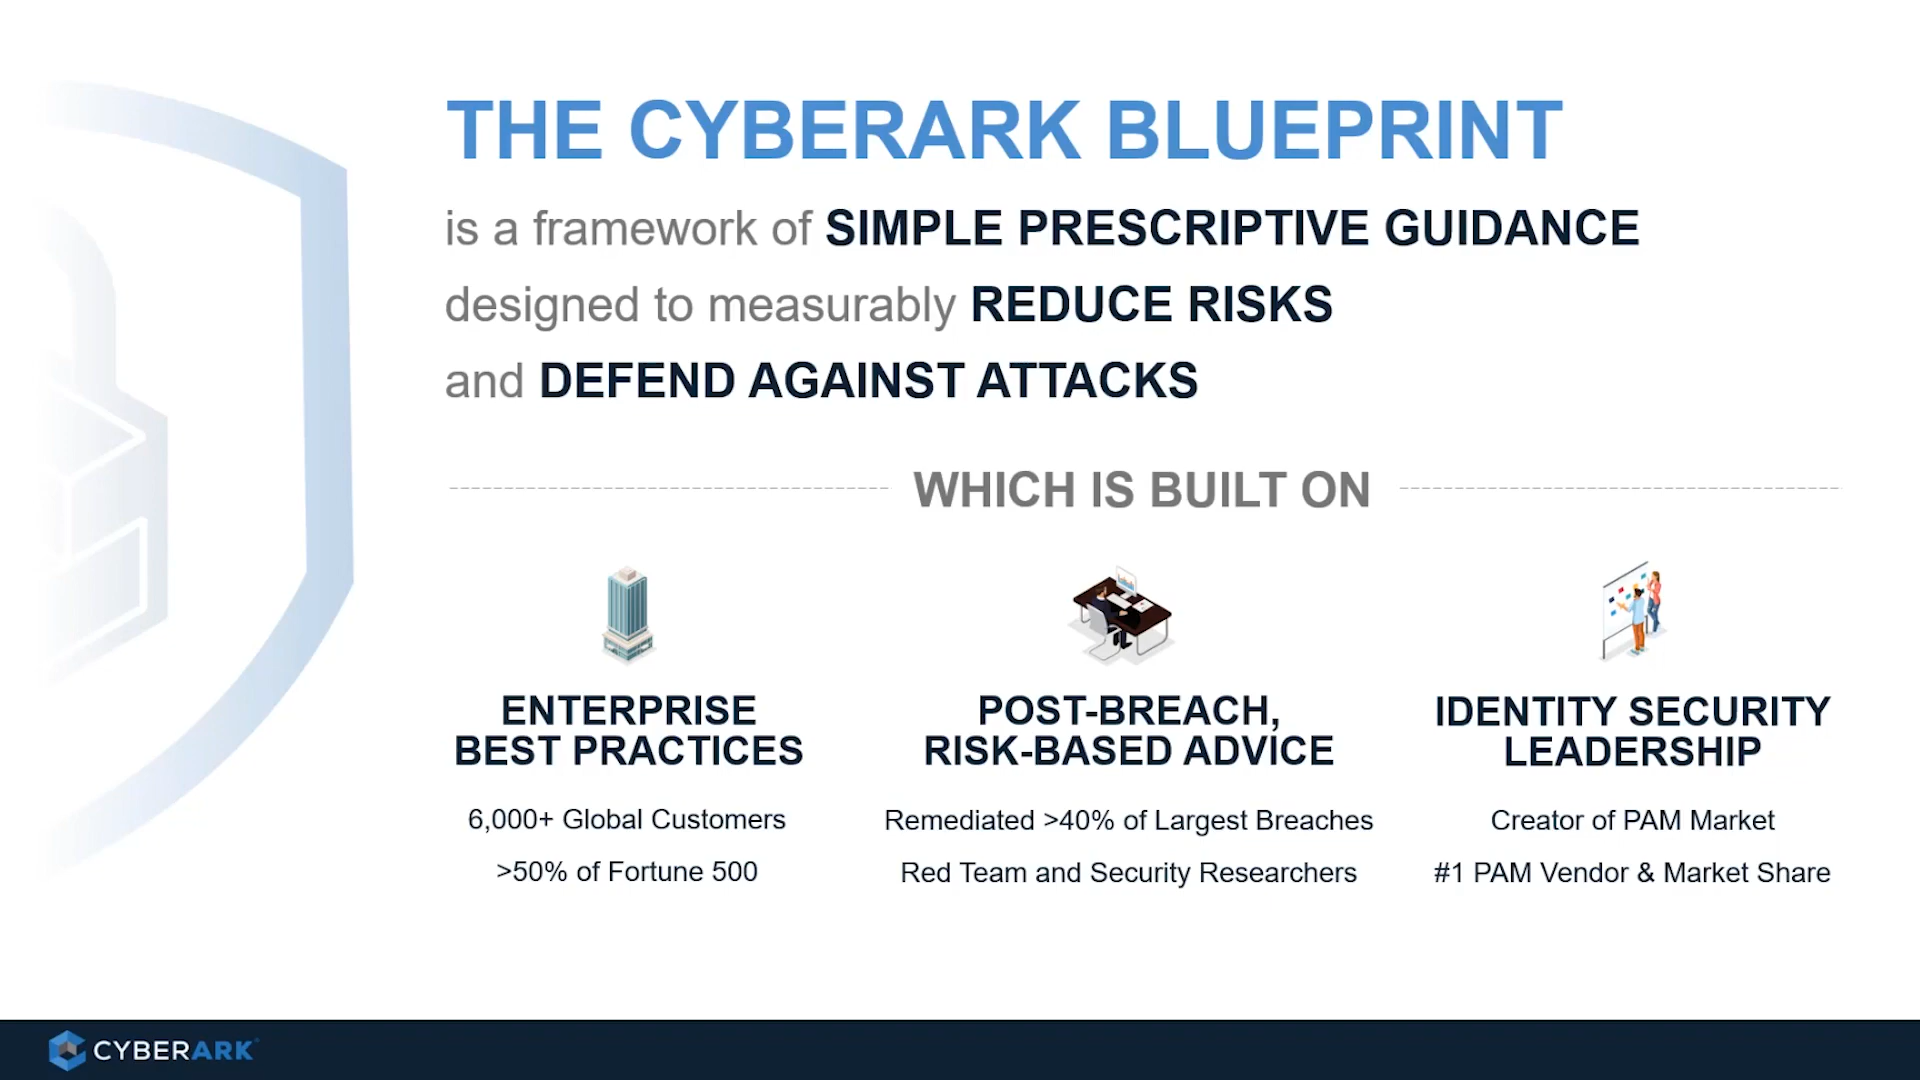 THE CYBERARK BLUEPRINT
is a framework of SIMPLE PRESCRIPTIVE GUIDANCE
designed to measurably REDUCE RISKS
and DEFEND AGAINST ATTACKS
WHICH IS BUILT ON
ENTERPRISE
BEST PRACTICES
6,000+ Global Customers
>50% of Fortune 500
POST-BREACH,
RISK-BASED ADVICE
Remediated >40% of Largest Breaches
Red Team and Security Researchers
IDENTITY SECURITY
LEADERSHIP
Creator of PAM Market
#1 PAM Vendor & Market Share
CYBERARK